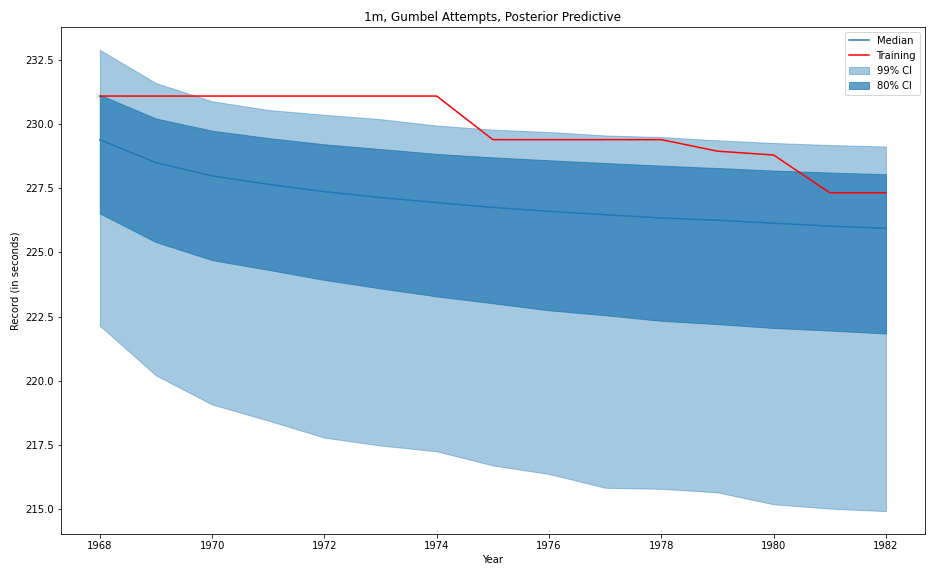 1m, Gumbel Attempts, Posterior Predictive
Median
Training
99% CI
80% CI
232.5
230.0
227.5
225.0
222.5
220.0
217.5
215.0
Record (in seconds)
1968
1970
1972
1974
1976
1978
1980
1982
Year